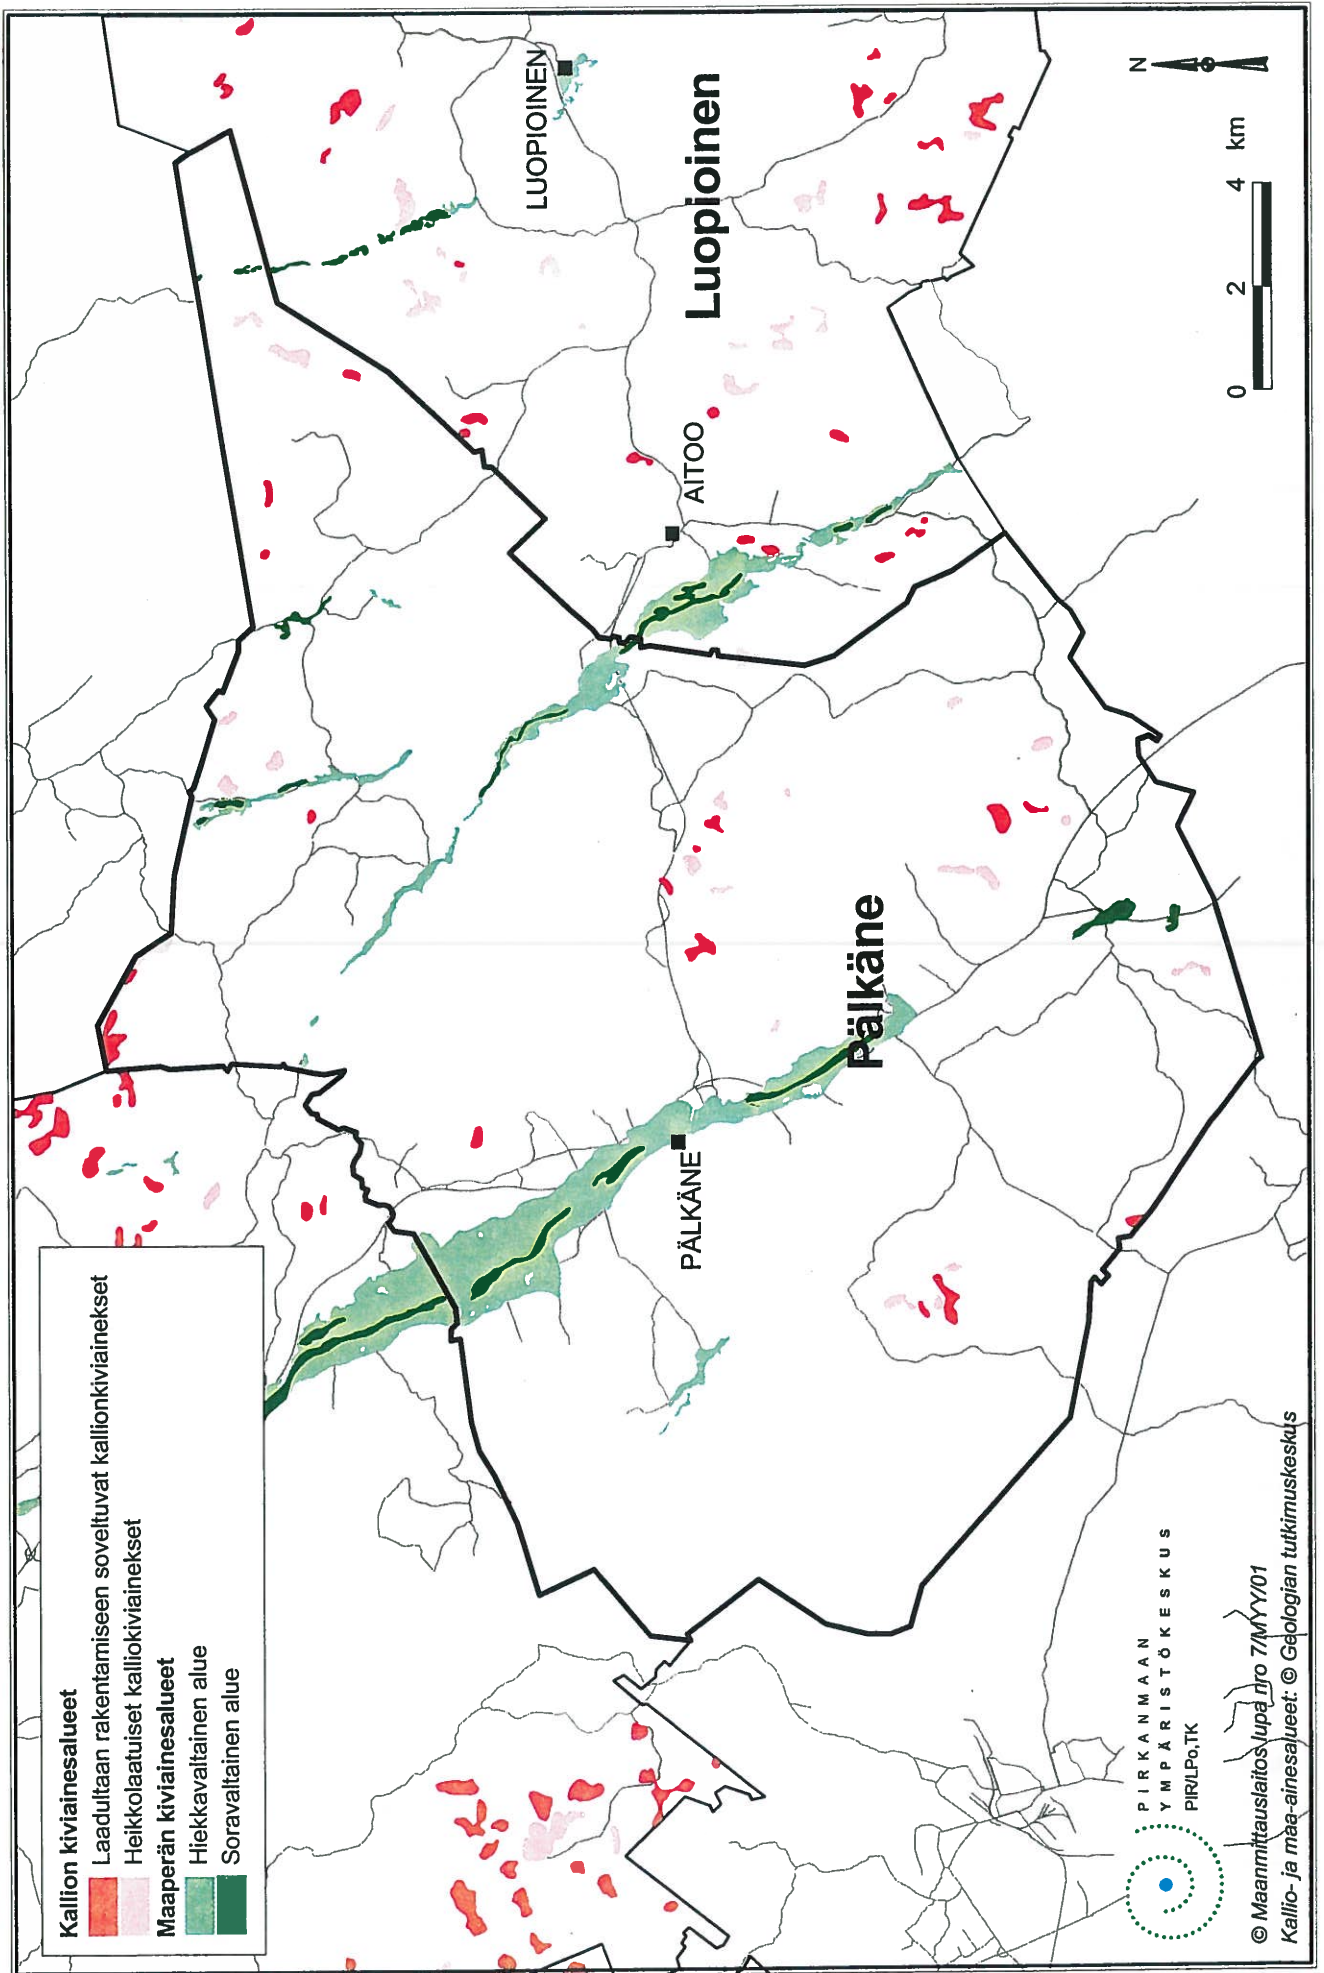 Kallion kiviainesalueet
Laadultaan rakentamiseen soveltuvat kallionkiviainekset
Heikkolaatuiset kalliokiviainekset
Maaperän kiviainesalueet
Hiekkavaltainen alue
Soravaltainen alue
LUOPIOINEN
Luopioinen
AITOO
Pälkäne
PÄLKÄNE
N
0 2 4 km
PIRKANMAAN
YMPÄRISTÖKESKUS
PIR/LPo,TK
© Maanmittauslaitos lupa nro 7/MYY/01
Kallio- ja maa-ainesalueet: © Geologian tutkimuskeskus